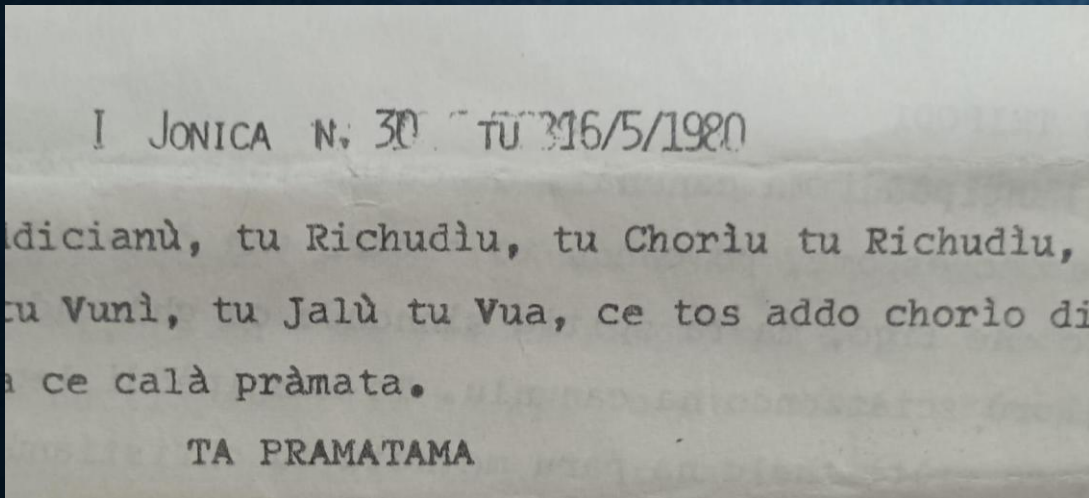 I JONICA N. 30 TU 16/5/1980
dicianù, tu Richudìu, tu Chorìu tu Richudìu,
tu Vunì, tu Jalù tu Vua, ce tos addo chorìo di
ce calà pràmata.
TA PRAMATAMA